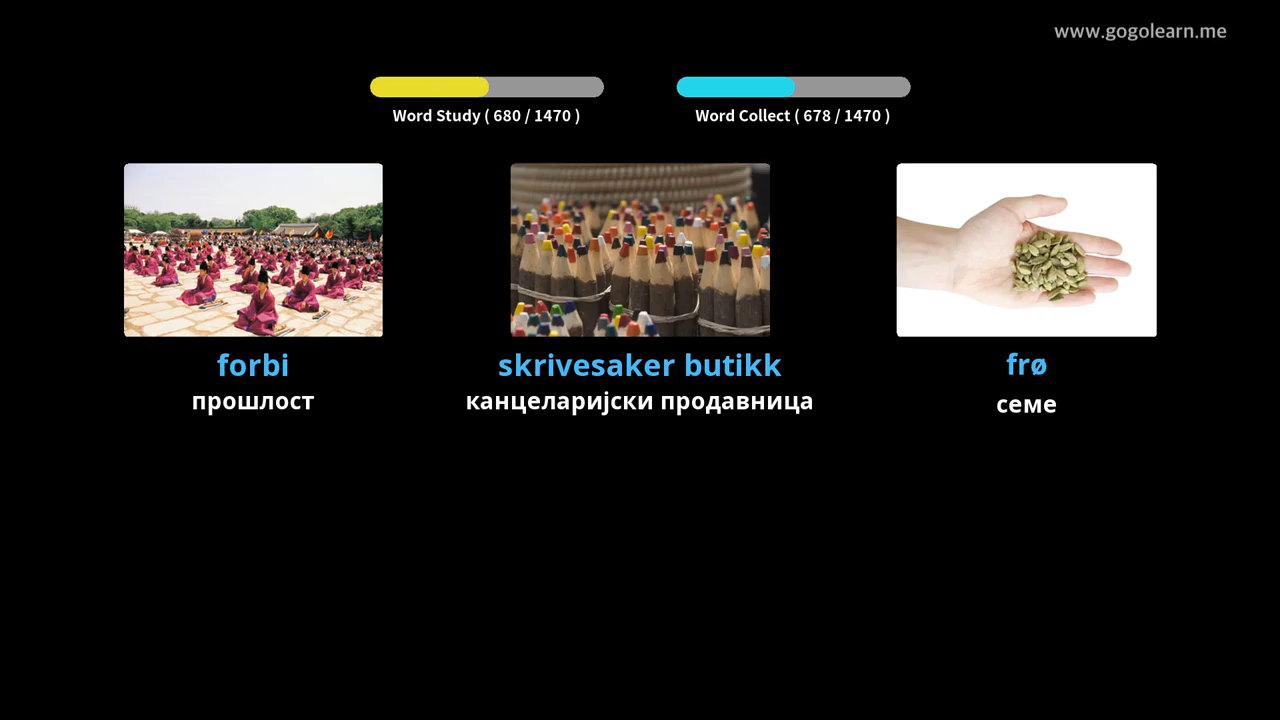 www.gogolearn.me
Word Study ( 680 / 1470 )
Word Collect ( 678 / 1470 )
forbi
skrivesaker butikk
frø
прошлост
канцеларијски продавница
семе